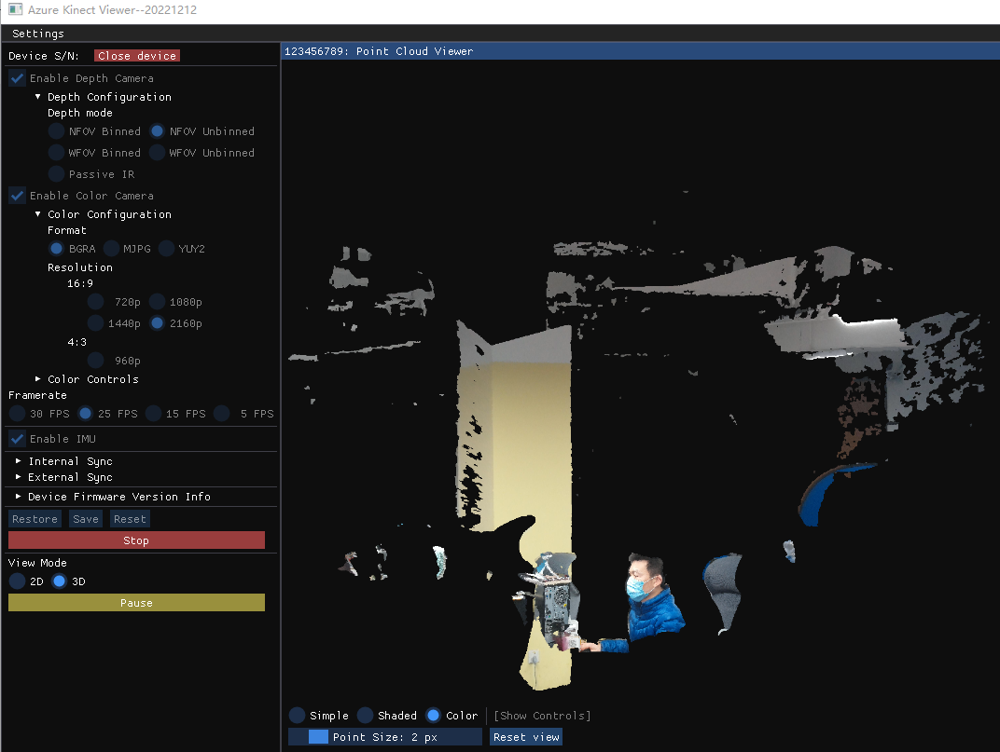 Azure Kinect Viewer--20221212
Settings
Device S/N: Close device
123456789: Point Cloud Viewer
Enable Depth Camera
Depth Configuration
Depth mode
NFOV Binned NFOV Unbinned
WFOV Binned WFOV Unbinned
Passive IR
Enable Color Camera
Color Configuration
Format
BGRA MJPG YUY2
Resolution
16:9
720p 1080p
1440p 2160p
4:3
960p
Color Controls
Framerate
30 FPS 25 FPS 15 FPS 5 FPS
Enable IMU
Internal Sync
External Sync
Device Firmware Version Info
Restore Save Reset
Stop
View Mode
2D 3D
Pause
Simple Shaded Color [Show Controls]
Point Size: 2 px Reset view